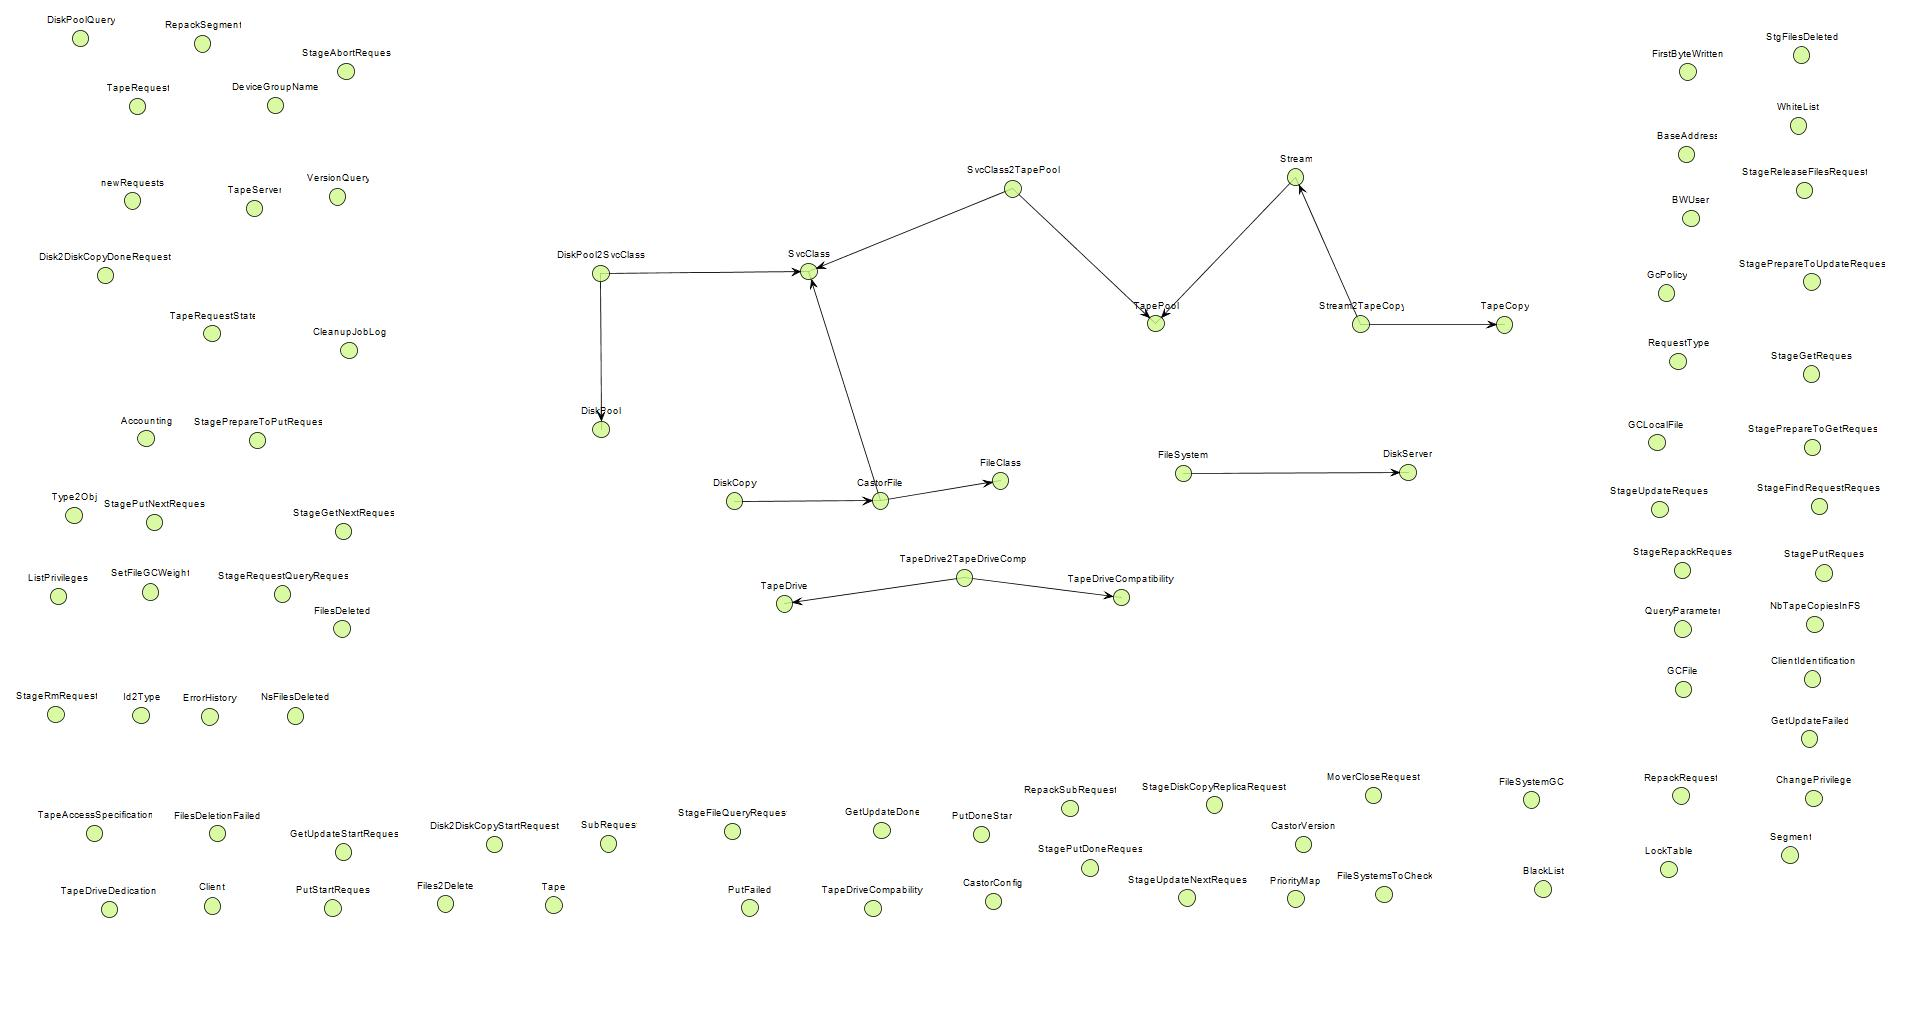 DiskPoolQuery
RepackSegment
StageAbortReques
TapeRequest
DeviceGroupName
newRequests
TapeServer
VersionQuery
Disk2DiskCopyDoneRequest
TapeRequestState
CleanupJobLog
Accounting
StagePrepareToPutReques
Type2Obj
StagePutNextReques
StageGetNextReques
ListPrivileges
SetFileGCWeight
StageRequestQueryReques
FilesDeleted
StageRmRequest
Id2Type
ErrorHistory
NsFilesDeleted
SvcClass2TapePool
Stream
DiskPool2SvcClass
SvcClass
TapePool
Stream2TapeCopy
TapeCopy
DiskPool
DiskCopy
CastorFile
FileClass
FileSystem
DiskServer
TapeDrive2TapeDriveComp
TapeDrive
TapeDriveCompatibility
StgFilesDeleted
FirstByteWritten
WhiteList
BaseAddress
StageReleaseFilesRequest
BWUser
StagePrepareToUpdateReques
GcPolicy
RequestType
StageGetReques
GCLocalFile
StagePrepareToGetReques
StageUpdateReques
StageFindRequestReques
StageRepackReques
StagePutReques
QueryParameter
NbTapeCopiesInFS
GCFile
ClientIdentification
GetUpdateFailed
RepackRequest
ChangePrivilege
LockTable
Segment
TapeAccessSpecification
FilesDeletionFailed
GetUpdateStartReques
Disk2DiskCopyStartRequest
SubReques
StageFileQueryReques
GetUpdateDone
PutDoneStar
RepackSubRequest
StageDiskCopyReplicaRequest
MoverCloseRequest
FileSystemGC
StagePutDoneReques
CastorVersion
TapeDriveDedication
Client
PutStartReques
Files2Delete
Tape
PutFailed
TapeDriveCompability
CastorConfig
StageUpdateNextReques
PriorityMap
FileSystemsToCheck
BlackList